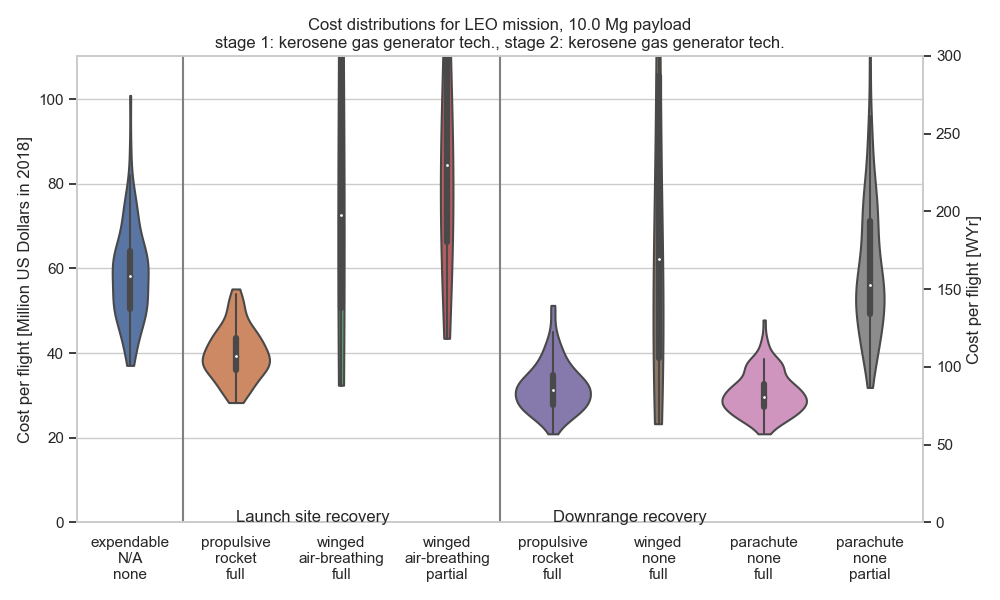 Cost distributions for LEO mission, 10.0 Mg payload
stage 1: kerosene gas generator tech., stage 2: kerosene gas generator tech.
Cost per flight [Million US Dollars in 2018]
100
80
60
40
20
0
300
250
200
150
100
50
0
Cost per flight [WYr]
Launch site recovery
Downrange recovery
expendable
N/A
none
propulsive
rocket
full
winged
air-breathing
full
winged
air-breathing
partial
propulsive
rocket
full
winged
none
full
parachute
none
full
parachute
none
partial